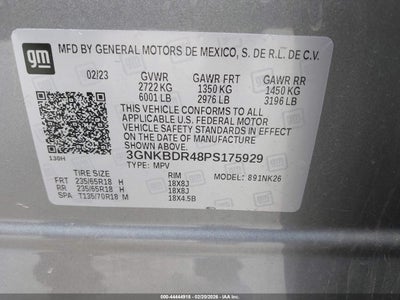 gm
MFD BY GENERAL MOTORS DE MEXICO, S. DE R.L. DE C.V.
02/23 GVWR GAWR FRT GAWR RR
2722 KG 1350 KG 1450 KG
6001 LB 2976 LB 3196 LB
THIS VEHICLE CONFORMS TO ALL
APPLICABLE U.S. FEDERAL MOTOR
VEHICLE SAFETY STANDARDS IN
EFFECT ON THE DATE OF
MANUFACTURE SHOWN ABOVE.
3GNKBDR48PS175929
130H TYPE: MPV MODEL: 891NK26
TIRE SIZE RIM
FRT 235/65R18 H 18X8J
RR 235/65R18 H 18X8J
SPA T135/70R18 M 18X4.5B
000-44444918 - 02/20/2026 - IAA Inc.